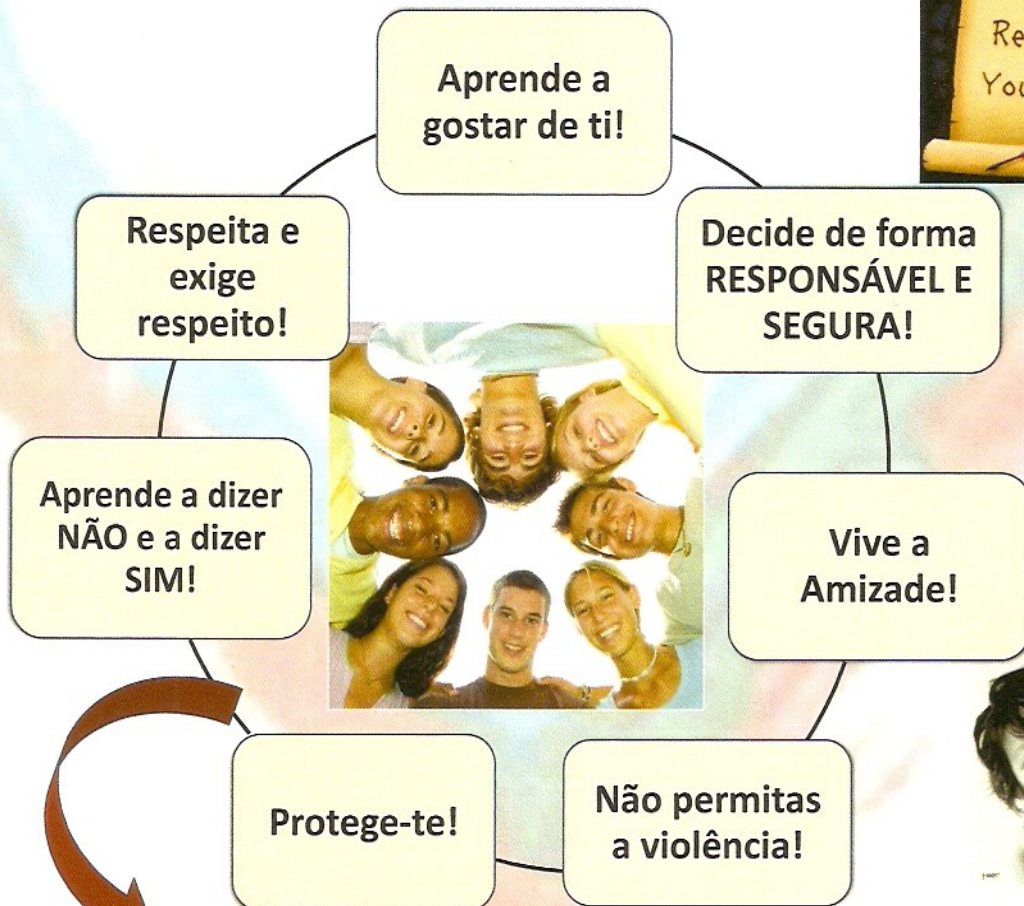 Aprende a
gostar de ti!
Decide de forma
RESPONSÁVEL E
SEGURA!
Vive a
Amizade!
Não permitas
a violência!
Protege-te!
Aprende a dizer
NÃO e a dizer
SIM!
Respeita e
exige
respeito!